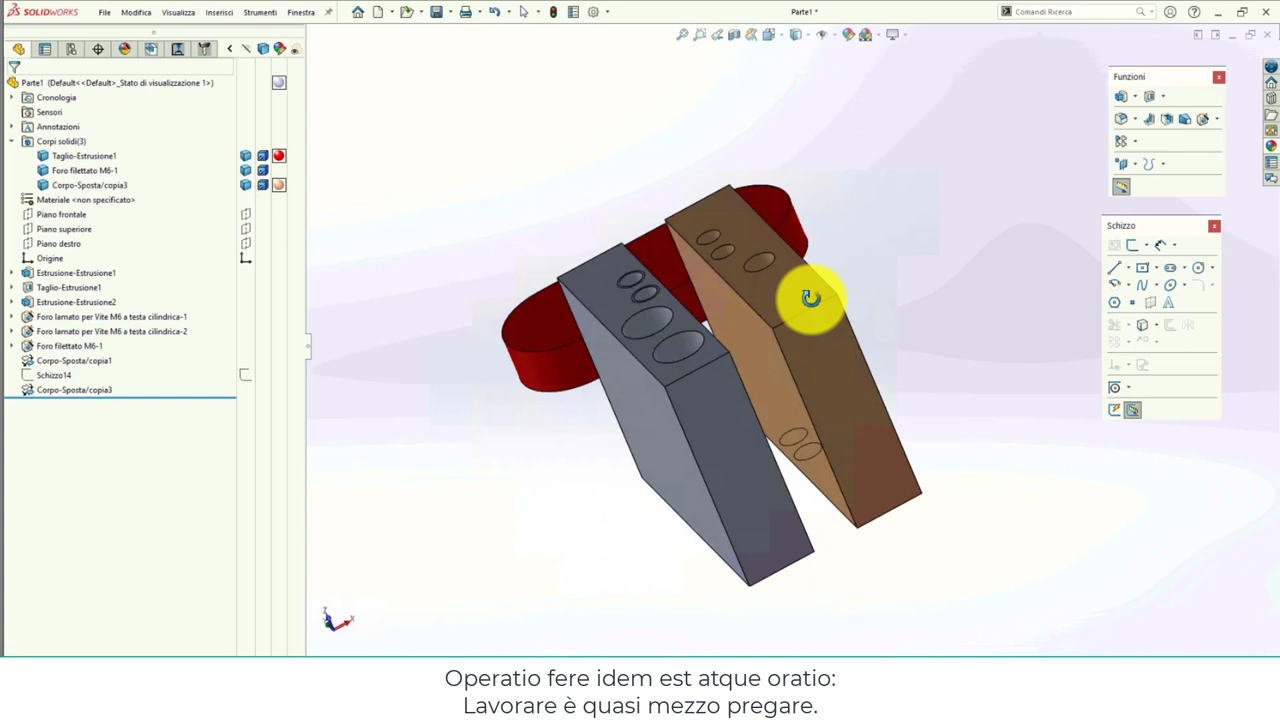 SOLIDWORKS File Modifica Visualizza Inserisci Strumenti Finestra Parte1 * Comandi Ricerca
Parte1 (Default<<Default>_Stato di visualizzazione 1>)
Cronologia
Sensori
Annotazioni
Corpi solidi(3)
Taglio-Estrusione1
Foro filettato M6-1
Corpo-Sposta/copia3
Materiale <non specificato>
Piano frontale
Piano superiore
Piano destro
Origine
Estrusione-Estrusione1
Taglio-Estrusione1
Estrusione-Estrusione2
Foro lamato per Vite M6 a testa cilindrica-1
Foro lamato per Vite M6 a testa cilindrica-2
Foro filettato M6-1
Corpo-Sposta/copia1
Schizzo14
Corpo-Sposta/copia3
Funzioni
Schizzo
Z
X
Operatio fere idem est atque oratio:
Lavorare è quasi mezzo pregare.